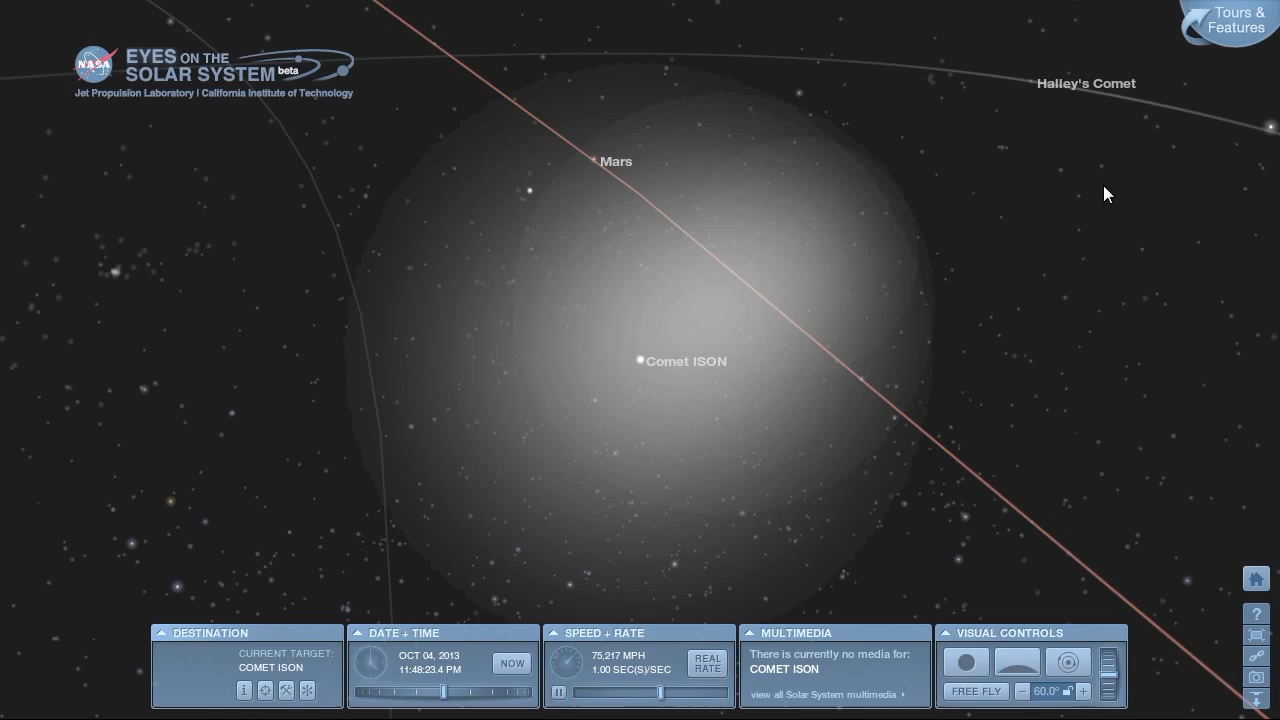 Tours &
Features
NASA
EYES ON THE
SOLAR SYSTEM beta
Jet Propulsion Laboratory | California Institute of Technology
Halley's Comet
Mars
Comet ISON
DESTINATION
CURRENT TARGET:
COMET ISON
DATE + TIME
OCT 04, 2013
11:48:23.4 PM
NOW
SPEED + RATE
75,217 MPH
1.00 SEC(S)/SEC
REAL
RATE
MULTIMEDIA
There is currently no media for:
COMET ISON
view all Solar System multimedia
VISUAL CONTROLS
FREE FLY
60.0°